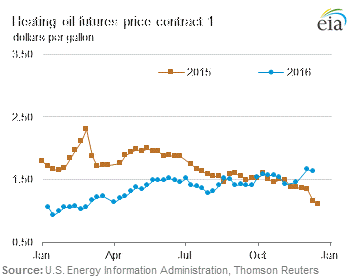 Heating oil futures price contract 1
dollars per gallon
eia
3.50
2015
2016
2.50
1.50
0.50
Jan
Apr
Jul
Oct
Jan
Source: U.S. Energy Information Administration, Thomson Reuters